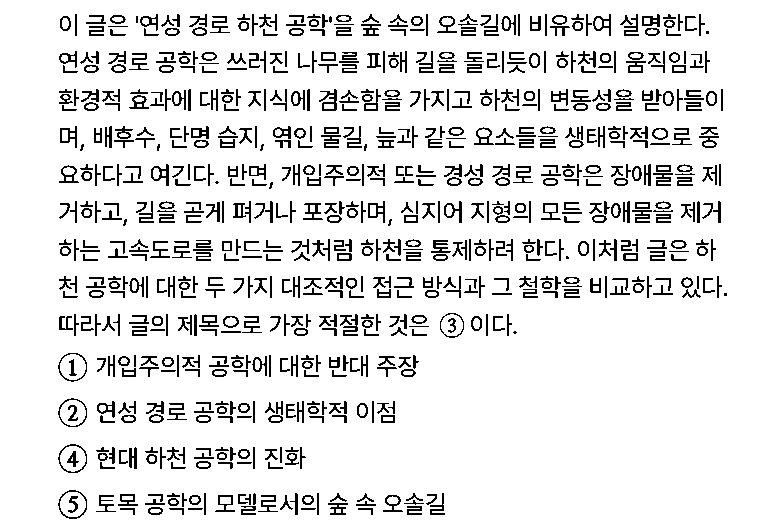 이 글은 '연성 경로 하천 공학'을 숲 속의 오솔길에 비유하여 설명한다.
연성 경로 공학은 쓰러진 나무를 피해 길을 돌리듯이 하천의 움직임과
환경적 효과에 대한 지식에 겸손함을 가지고 하천의 변동성을 받아들이
며, 배후수, 단명 습지, 엮인 물길, 늪과 같은 요소들을 생태학적으로 중
요하다고 여긴다. 반면, 개입주의적 또는 경성 경로 공학은 장애물을 제
거하고, 길을 곧게 펴거나 포장하며, 심지어 지형의 모든 장애물을 제거
하는 고속도로를 만드는 것처럼 하천을 통제하려 한다. 이처럼 글은 하
천 공학에 대한 두 가지 대조적인 접근 방식과 그 철학을 비교하고 있다.
따라서 글의 제목으로 가장 적절한 것은 ③이다.
① 개입주의적 공학에 대한 반대 주장
② 연성 경로 공학의 생태학적 이점
④ 현대 하천 공학의 진화
⑤ 토목 공학의 모델로서의 숲 속 오솔길